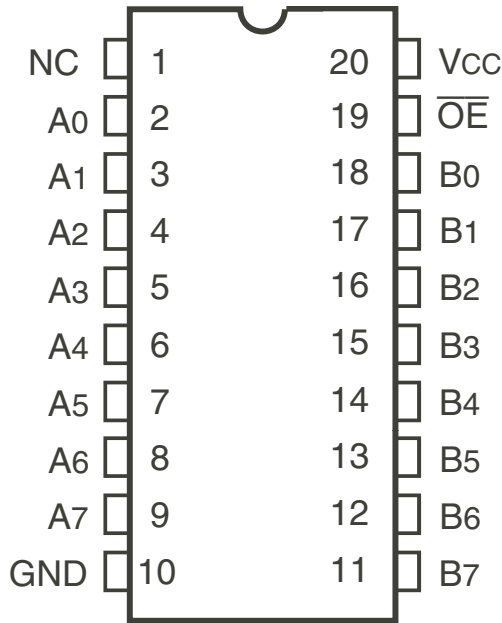 NC 1 20 VCC
A0 2 19 O̅E̅
A1 3 18 B0
A2 4 17 B1
A3 5 16 B2
A4 6 15 B3
A5 7 14 B4
A6 8 13 B5
A7 9 12 B6
GND 10 11 B7